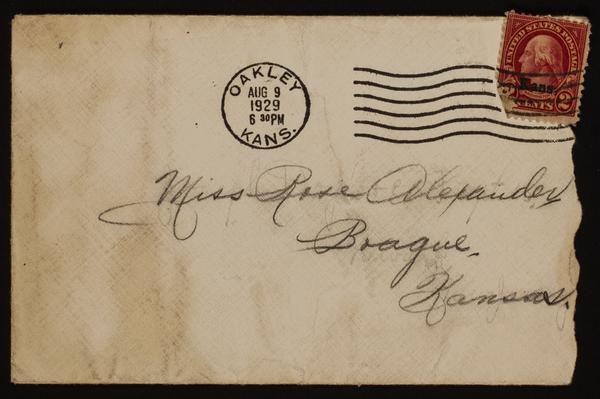 UNITED STATES POSTAGE
Kans.
2 CENTS 2
OAKLEY
AUG 9
1929
6 30 PM
KANS.
Miss Rose Alexander
Brague,
Kansas.